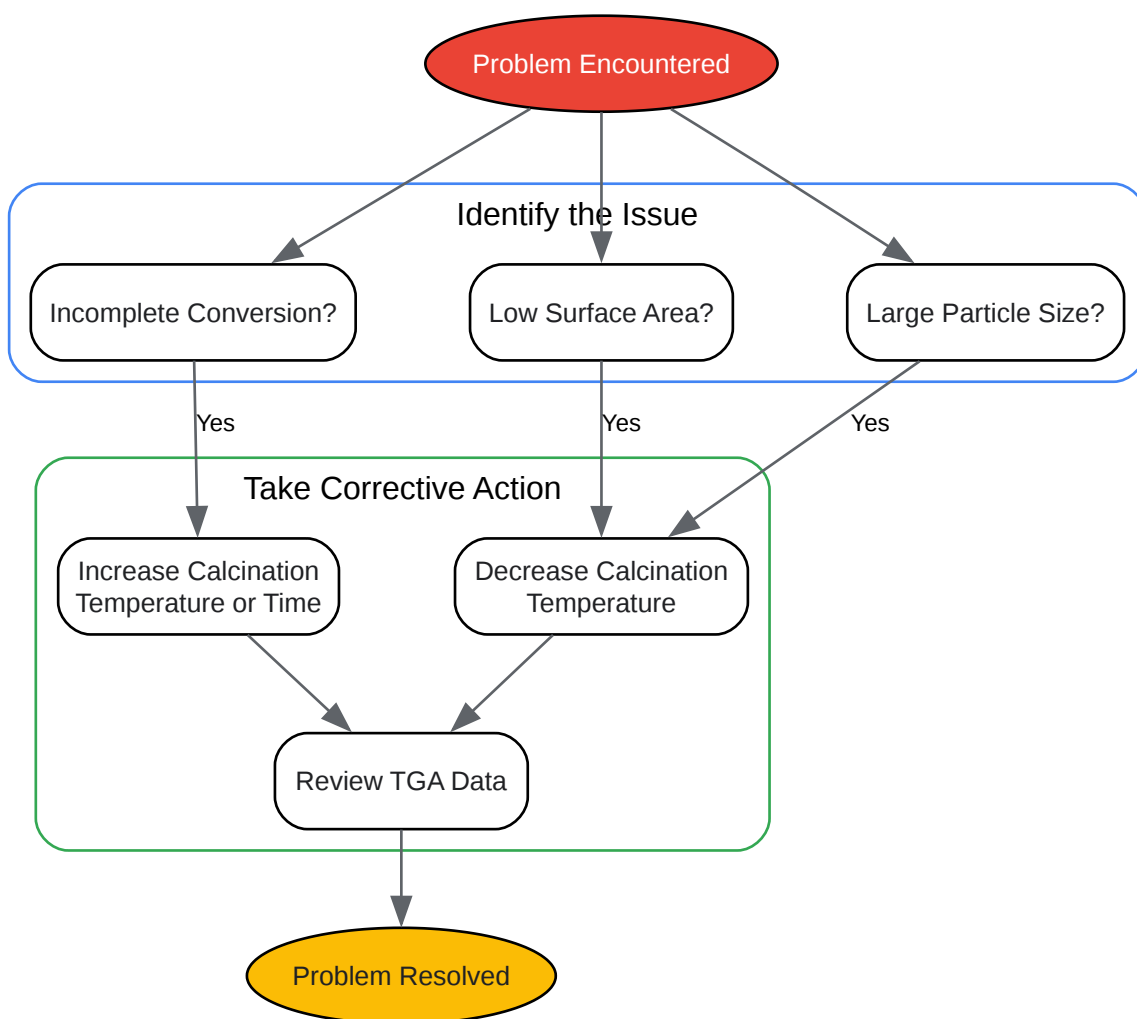 Problem Encountered
Identify the Issue
Incomplete Conversion?
Low Surface Area?
Large Particle Size?
Yes
Yes
Yes
Take Corrective Action
Increase Calcination
Temperature or Time
Decrease Calcination
Temperature
Review TGA Data
Problem Resolved